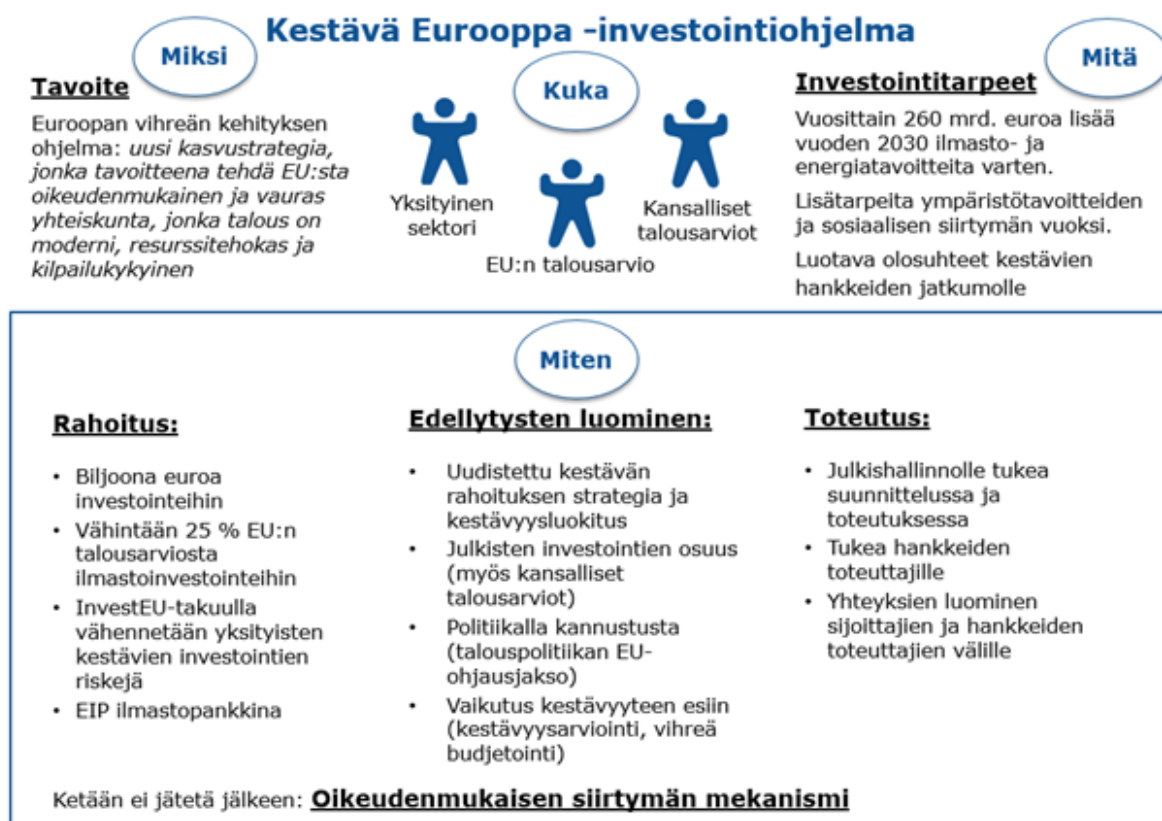 Kestävä Eurooppa -investointiohjelma
Miksi
Tavoite
Euroopan vihreän kehityksen
ohjelma: uusi kasvustrategia,
jonka tavoitteena tehdä EU:sta
oikeudenmukainen ja vauras
yhteiskunta, jonka talous on
moderni, resurssitehokas ja
kilpailukykyinen
Kuka
Yksityinen
sektori
EU:n talousarvio
Kansalliset
talousarviot
Mitä
Investointitarpeet
Vuosittain 260 mrd. euroa lisää
vuoden 2030 ilmasto- ja
energiatavoitteita varten.
Lisätarpeita ympäristötavoitteiden
ja sosiaalisen siirtymän vuoksi.
Luotava olosuhteet kestävien
hankkeiden jatkumolle
Miten
Rahoitus:
• Biljoona euroa
investointeihin
• Vähintään 25 % EU:n
talousarviosta
ilmastoinvestointeihin
• InvestEU-takuulla
vähennetään yksityisten
kestävien investointien
riskejä
• EIP ilmastopankkina
Edellytysten luominen:
• Uudistettu kestävän
rahoituksen strategia ja
kestävyysluokitus
• Julkisten investointien osuus
(myös kansalliset
talousarviot)
• Politiikalla kannustusta
(talouspolitiikan EU-
ohjausjakso)
• Vaikutus kestävyyteen esiin
(kestävyysarviointi, vihreä
budjetointi)
Toteutus:
• Julkishallinnolle tukea
suunnittelussa ja
toteutuksessa
• Tukea hankkeiden
toteuttajille
• Yhteyksien luominen
sijoittajien ja hankkeiden
toteuttajien välille
Ketään ei jätetä jälkeen: Oikeudenmukaisen siirtymän mekanismi